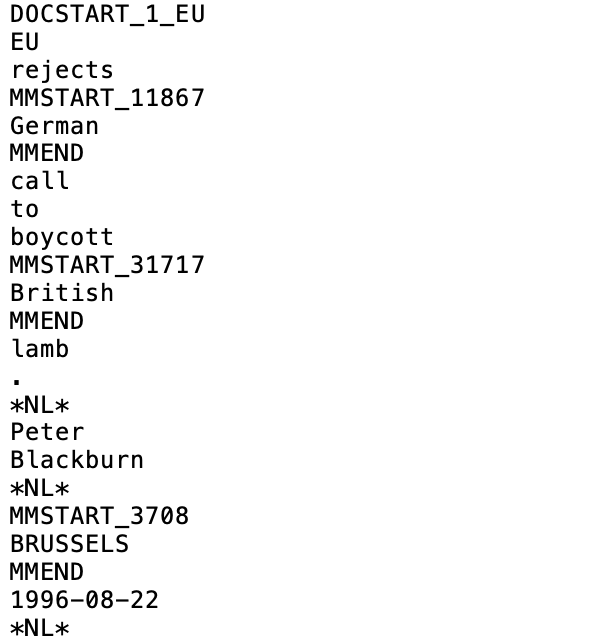 DOCSTART_1_EU
EU
rejects
MMSTART_11867
German
MMEND
call
to
boycott
MMSTART_31717
British
MMEND
lamb
.
*NL*
Peter
Blackburn
*NL*
MMSTART_3708
BRUSSELS
MMEND
1996-08-22
*NL*